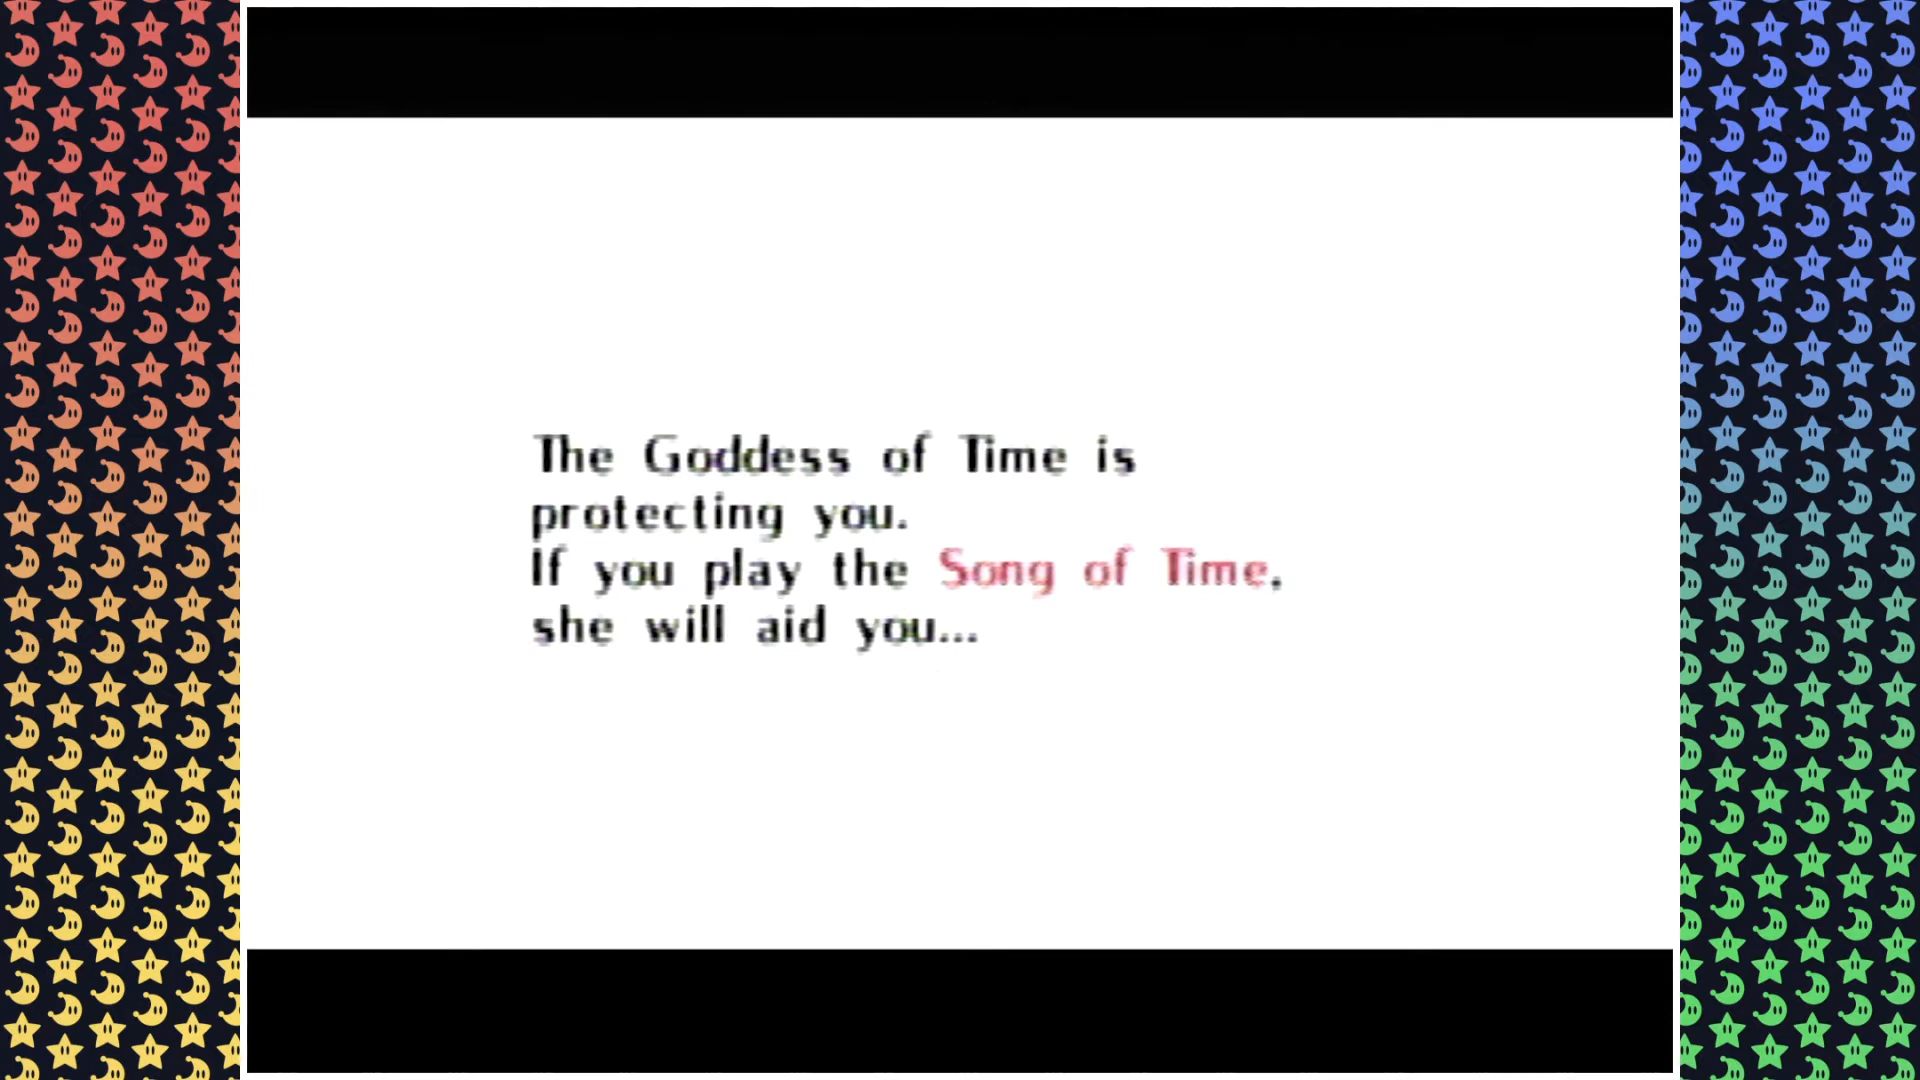 The Goddess of Time is
protecting you.
If you play the Song of Time,
she will aid you...